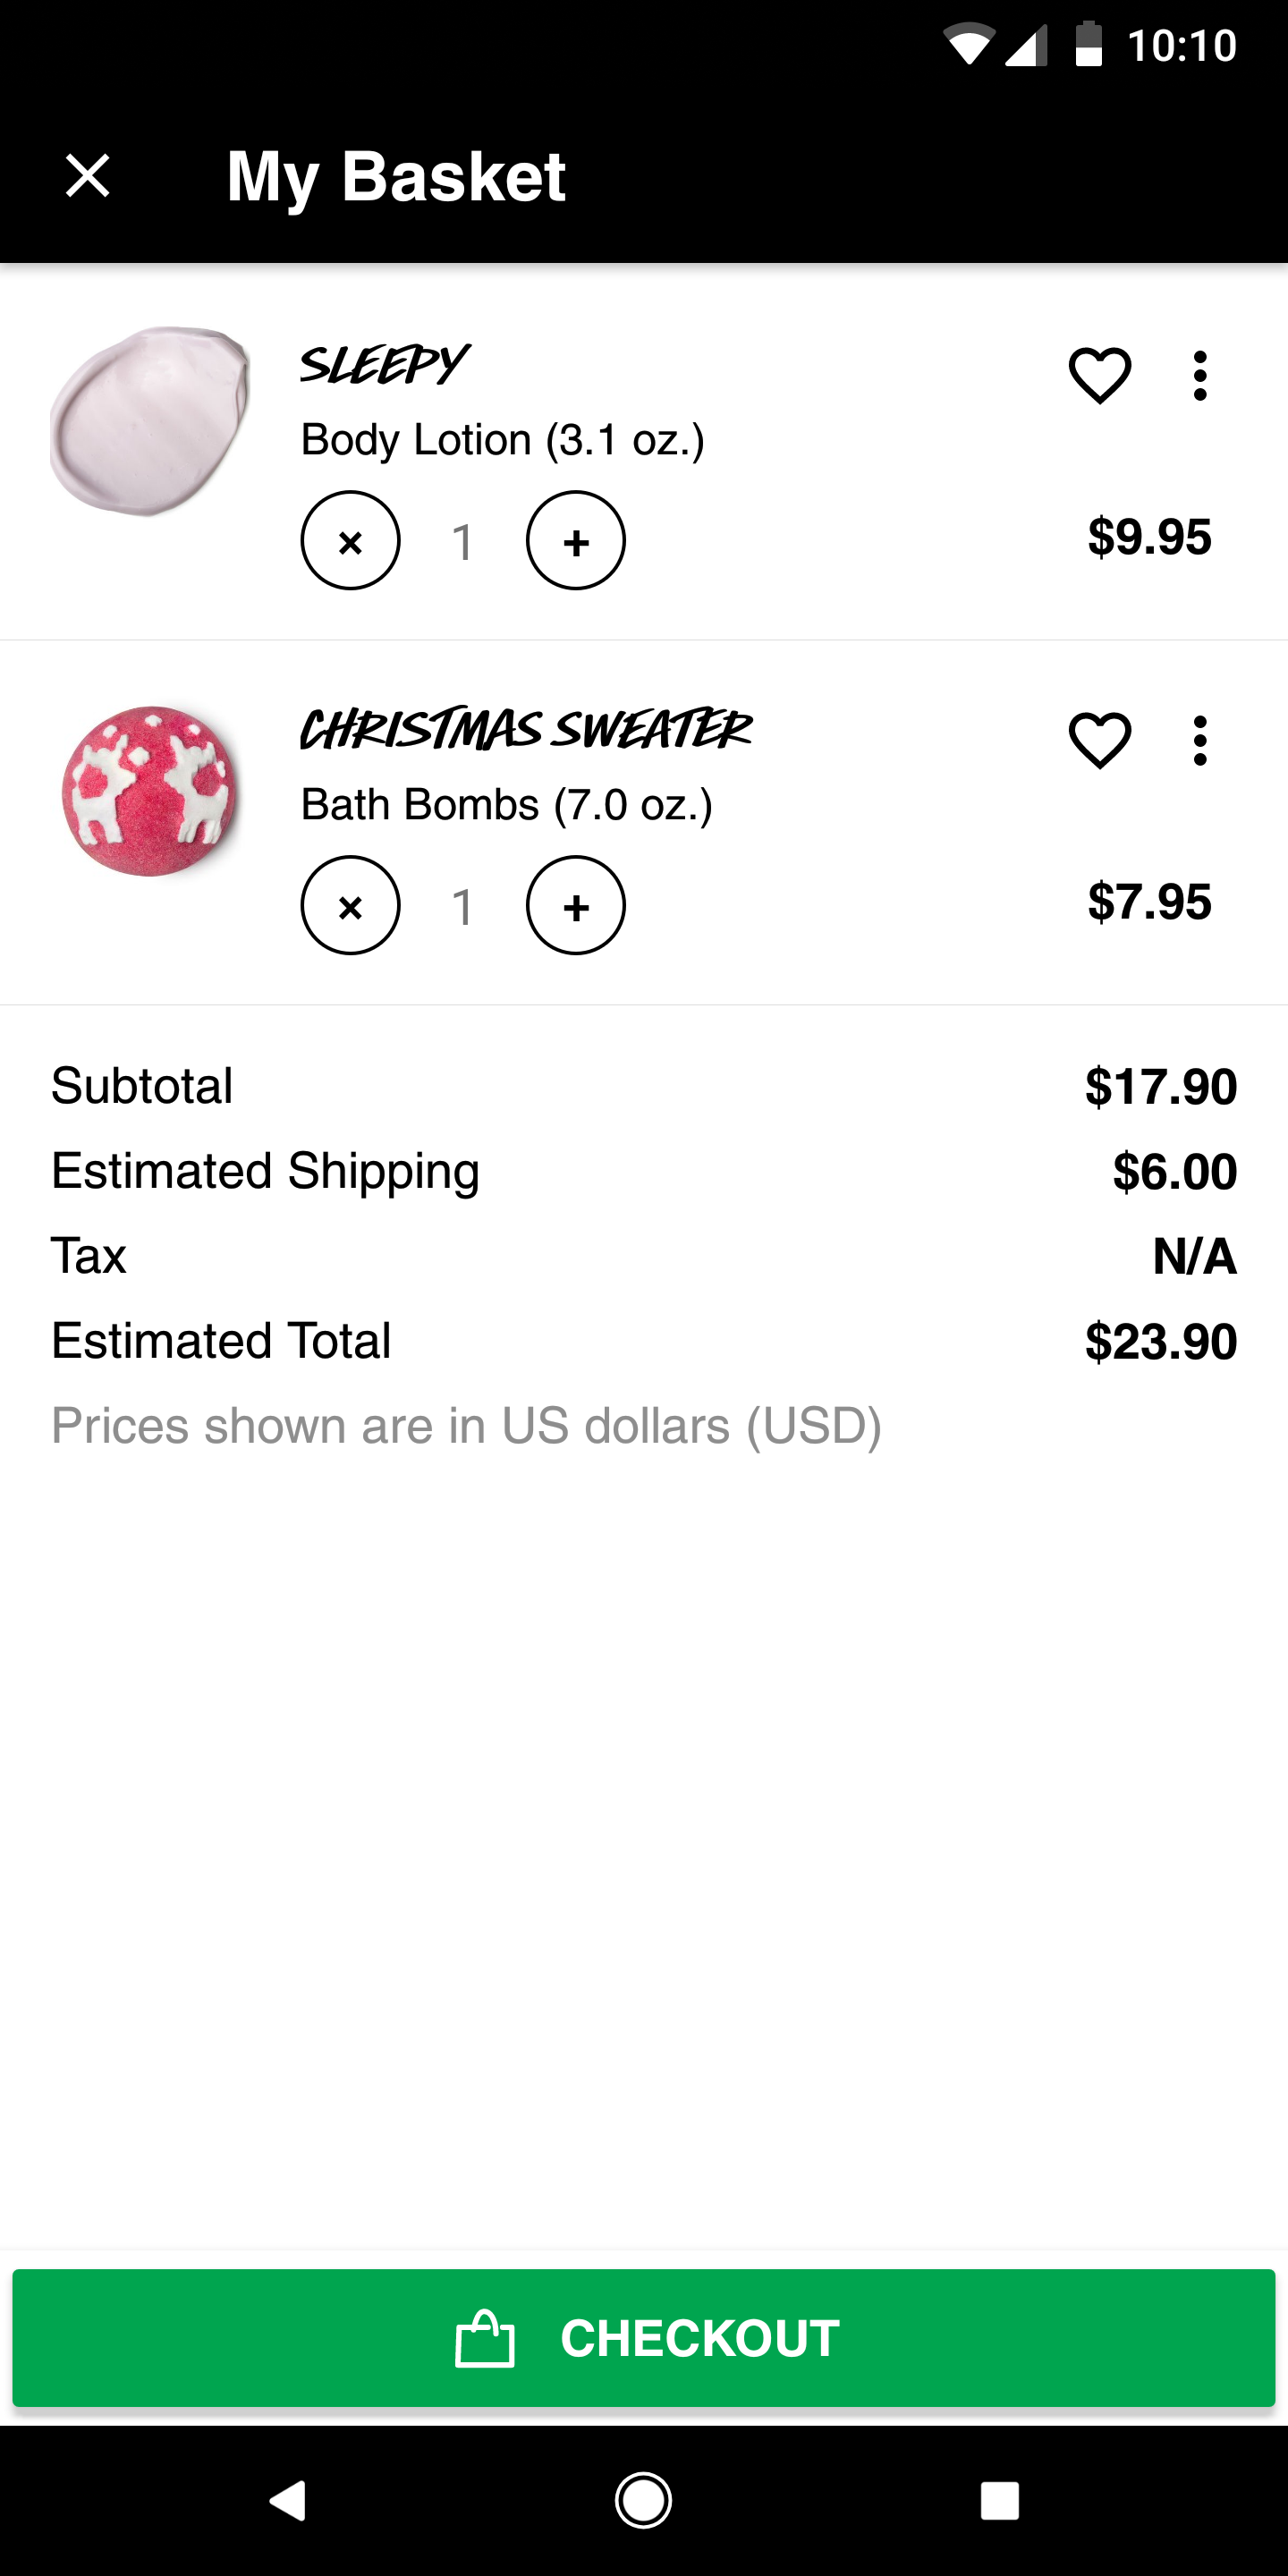 10:10
My Basket
SLEEPY
Body Lotion (3.1 oz.)
1
$9.95
CHRISTMAS SWEATER
Bath Bombs (7.0 oz.)
1
$7.95
Subtotal $17.90
Estimated Shipping $6.00
Tax N/A
Estimated Total $23.90
Prices shown are in US dollars (USD)
CHECKOUT